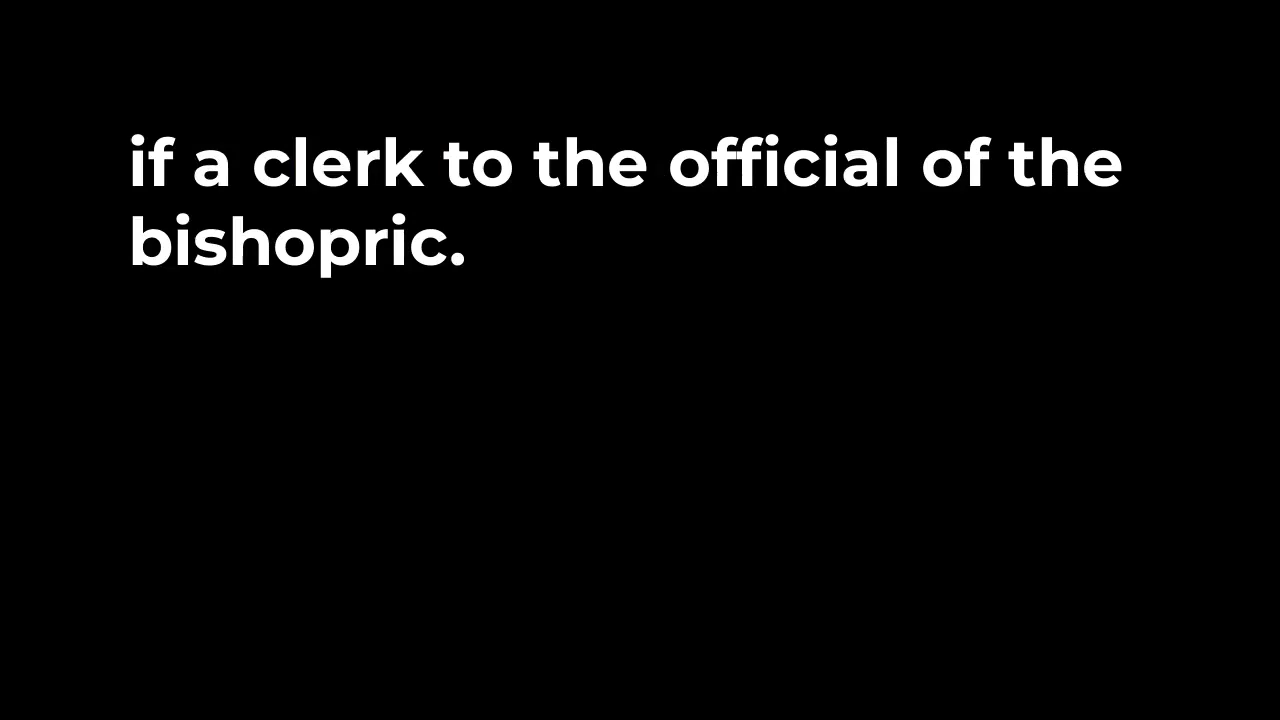 if a clerk to the official of the
bishopric.